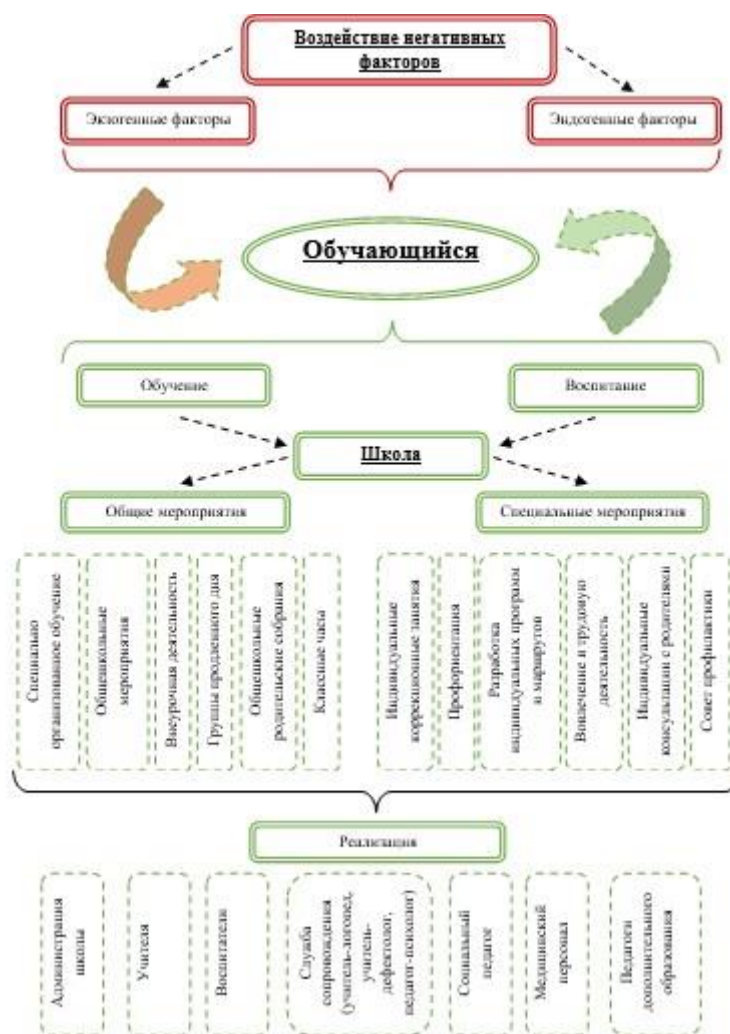 Воздействие негативных
факторов
Экзогенные факторы
Эндогенные факторы
Обучающийся
Обучение
Воспитание
Школа
Общие мероприятия
Специальные мероприятия
Специально
организованное обучение
Общешкольные
мероприятия
Внеурочная деятельность
Группы продленного дня
Общешкольные
родительские собрания
Классные часы
Индивидуальные
коррекционные занятия
Профориентация
Разработка
индивидуальных программ
и маршрутов
Вовлечение в трудовую
деятельность
Индивидуальные
консультации с родителями
Совет профилактики
Реализация
Администрация
школы
Учителя
Воспитатели
Служба
сопровождения
(учитель-логопед,
учитель-
дефектолог,
педагог-психолог)
Социальный
педагог
Медицинский
персонал
Педагоги
дополнительного
образования